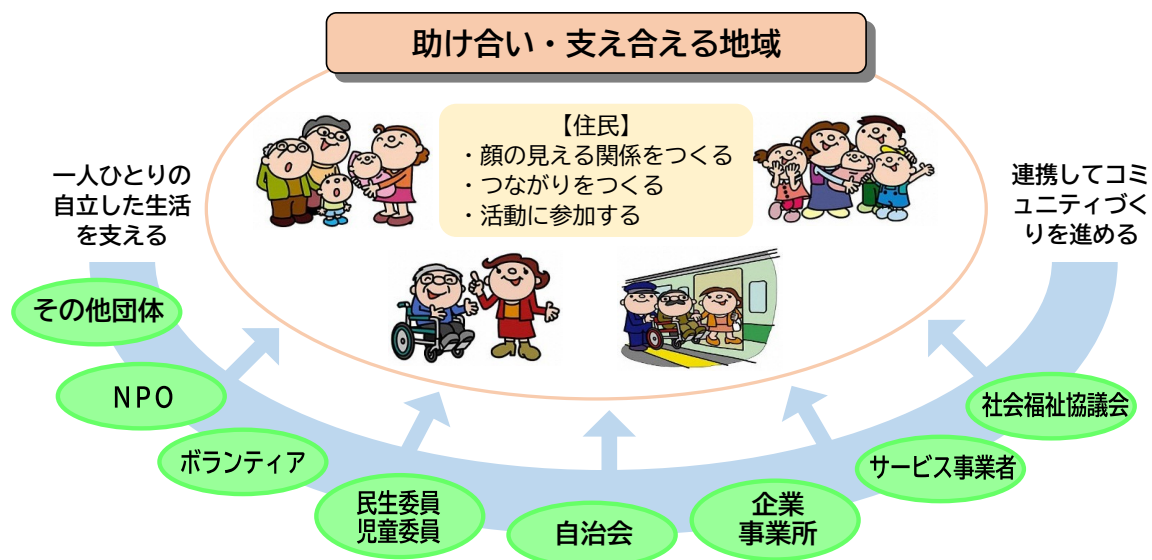 助け合い・支え合える地域
【住民】
・顔の見える関係をつくる
・つながりをつくる
・活動に参加する
一人ひとりの
自立した生活
を支える
連携してコミ
ュニティづく
りを進める
その他団体
NPO
ボランティア
民生委員
児童委員
自治会
企業
事業所
サービス事業者
社会福祉協議会